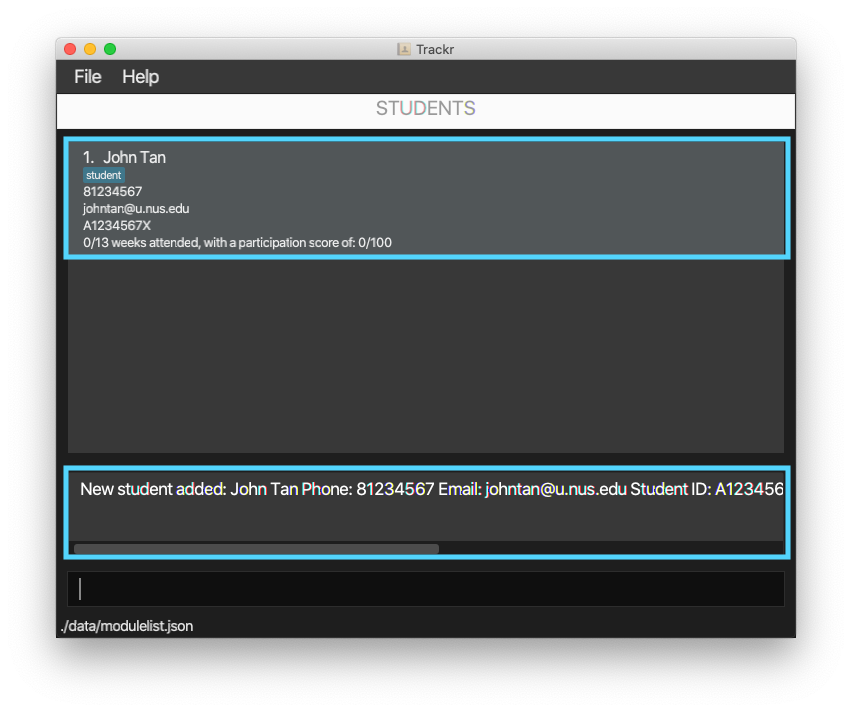 Trackr
File Help
STUDENTS
1. John Tan
student
81234567
johntan@u.nus.edu
A1234567X
0/13 weeks attended, with a participation score of: 0/100
New student added: John Tan Phone: 81234567 Email: johntan@u.nus.edu Student ID: A123456
./data/modulelist.json